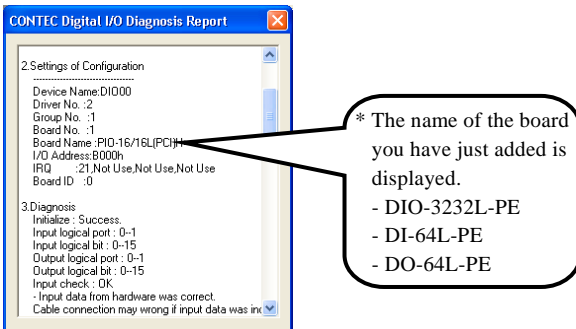 CONTEC Digital I/O Diagnosis Report
2.Settings of Configuration
----------------------------------
Device Name:DIO00
Driver No. :2
Group No. :1
Board No. :1
Board Name :PIO-16/16L(PCI)H
I/O Address:B000h
IRQ :21,Not Use,Not Use,Not Use
Board ID :0
3.Diagnosis
Initialize : Success.
Input logical port : 0--1
Input logical bit : 0--15
Output logical port : 0--1
Output logical bit : 0--15
Input check : OK
- Input data from hardware was correct.
Cable connection may wrong if input data was
* The name of the board
you have just added is
displayed.
- DIO-3232L-PE
- DI-64L-PE
- DO-64L-PE